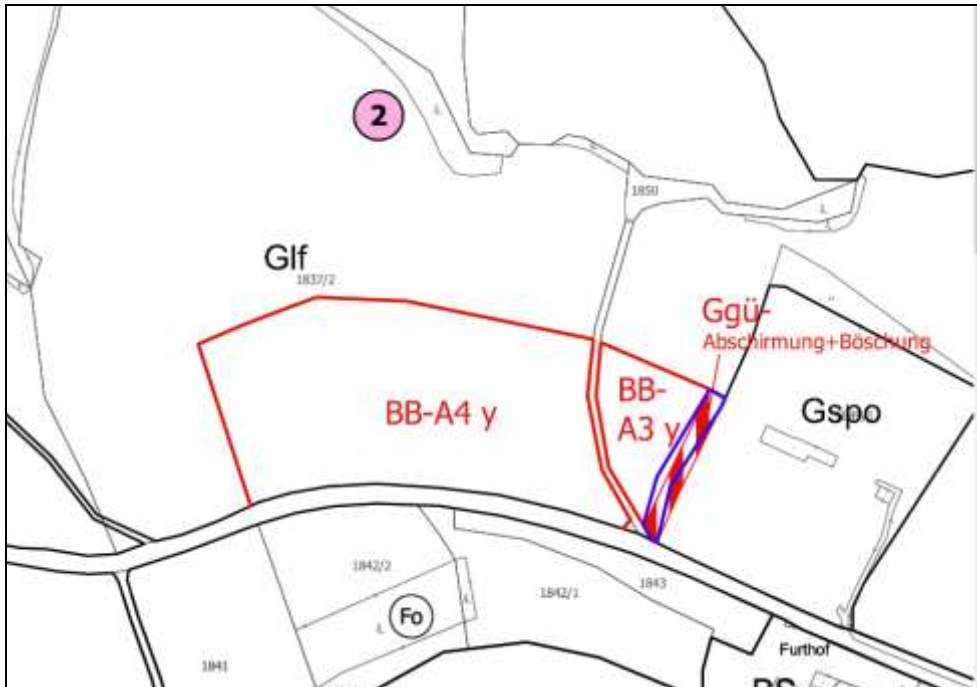 2
1850
Glf
1837/2
Ggü-
Abschirmung+Böschung
BB-
A3 y
BB-A4 y
Gspo
1842/2
1843
1842/1
Fo
Furthof
1841